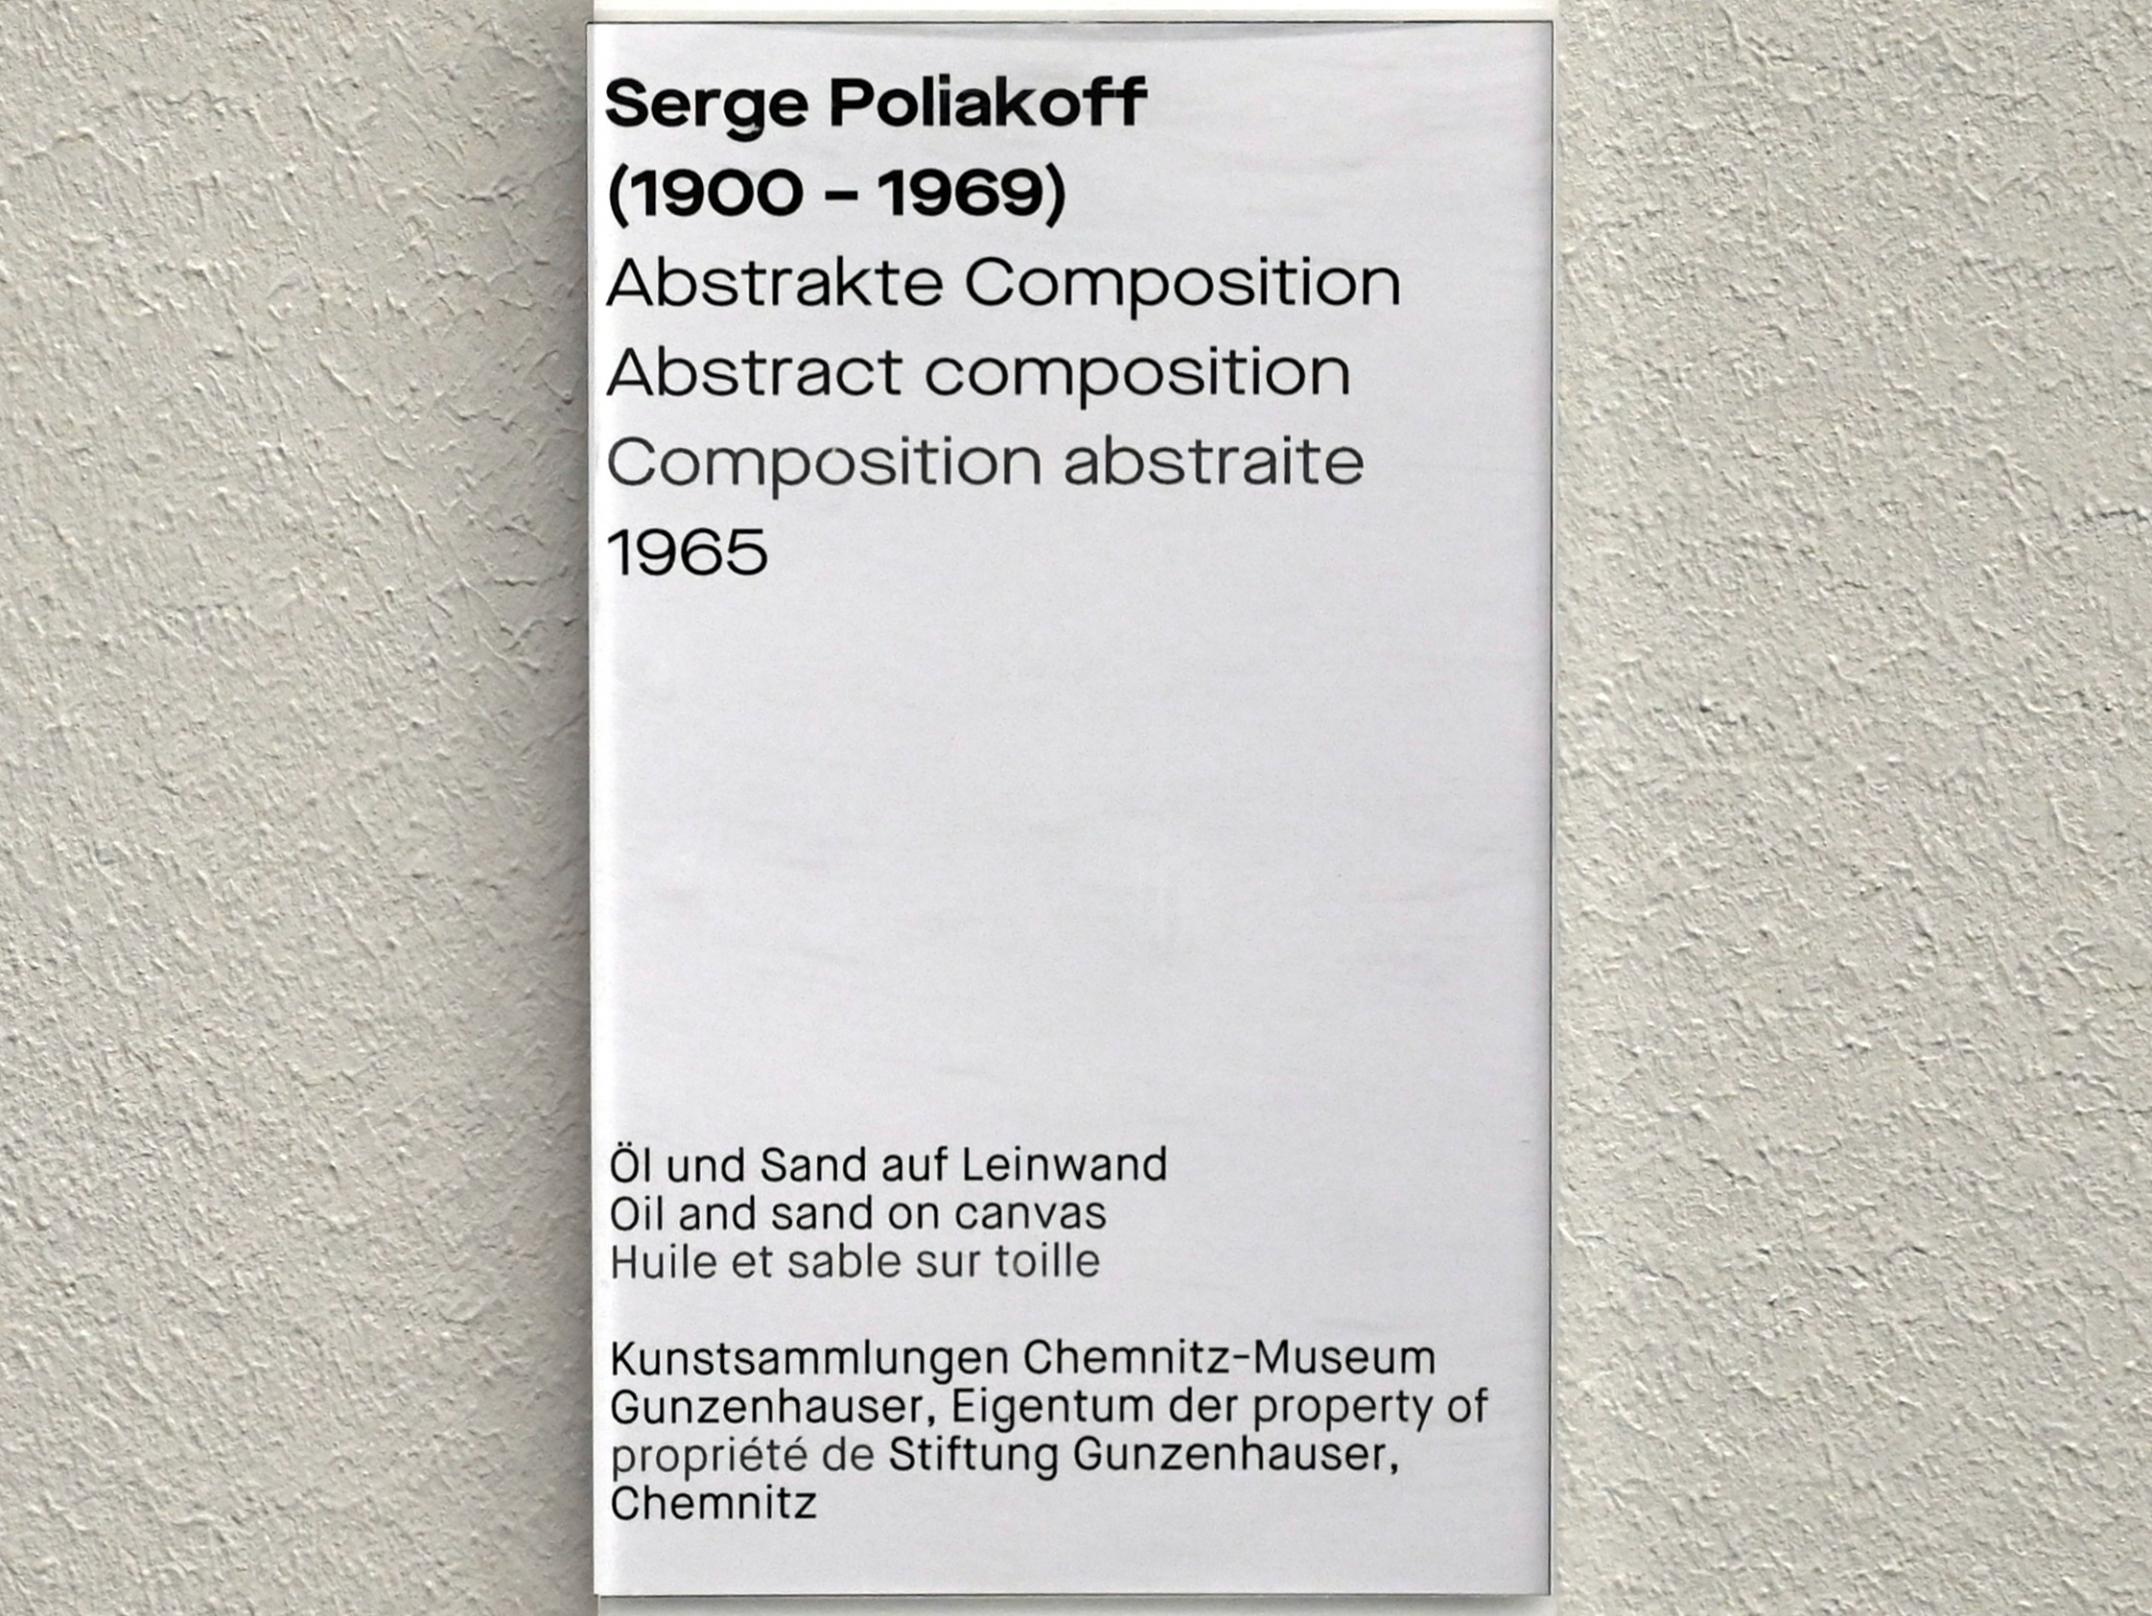 Serge Poliakoff
(1900 – 1969)
Abstrakte Composition
Abstract composition
Composition abstraite
1965
Öl und Sand auf Leinwand
Oil and sand on canvas
Huile et sable sur toille
Kunstsammlungen Chemnitz-Museum
Gunzenhauser, Eigentum der property of
propriété de Stiftung Gunzenhauser,
Chemnitz